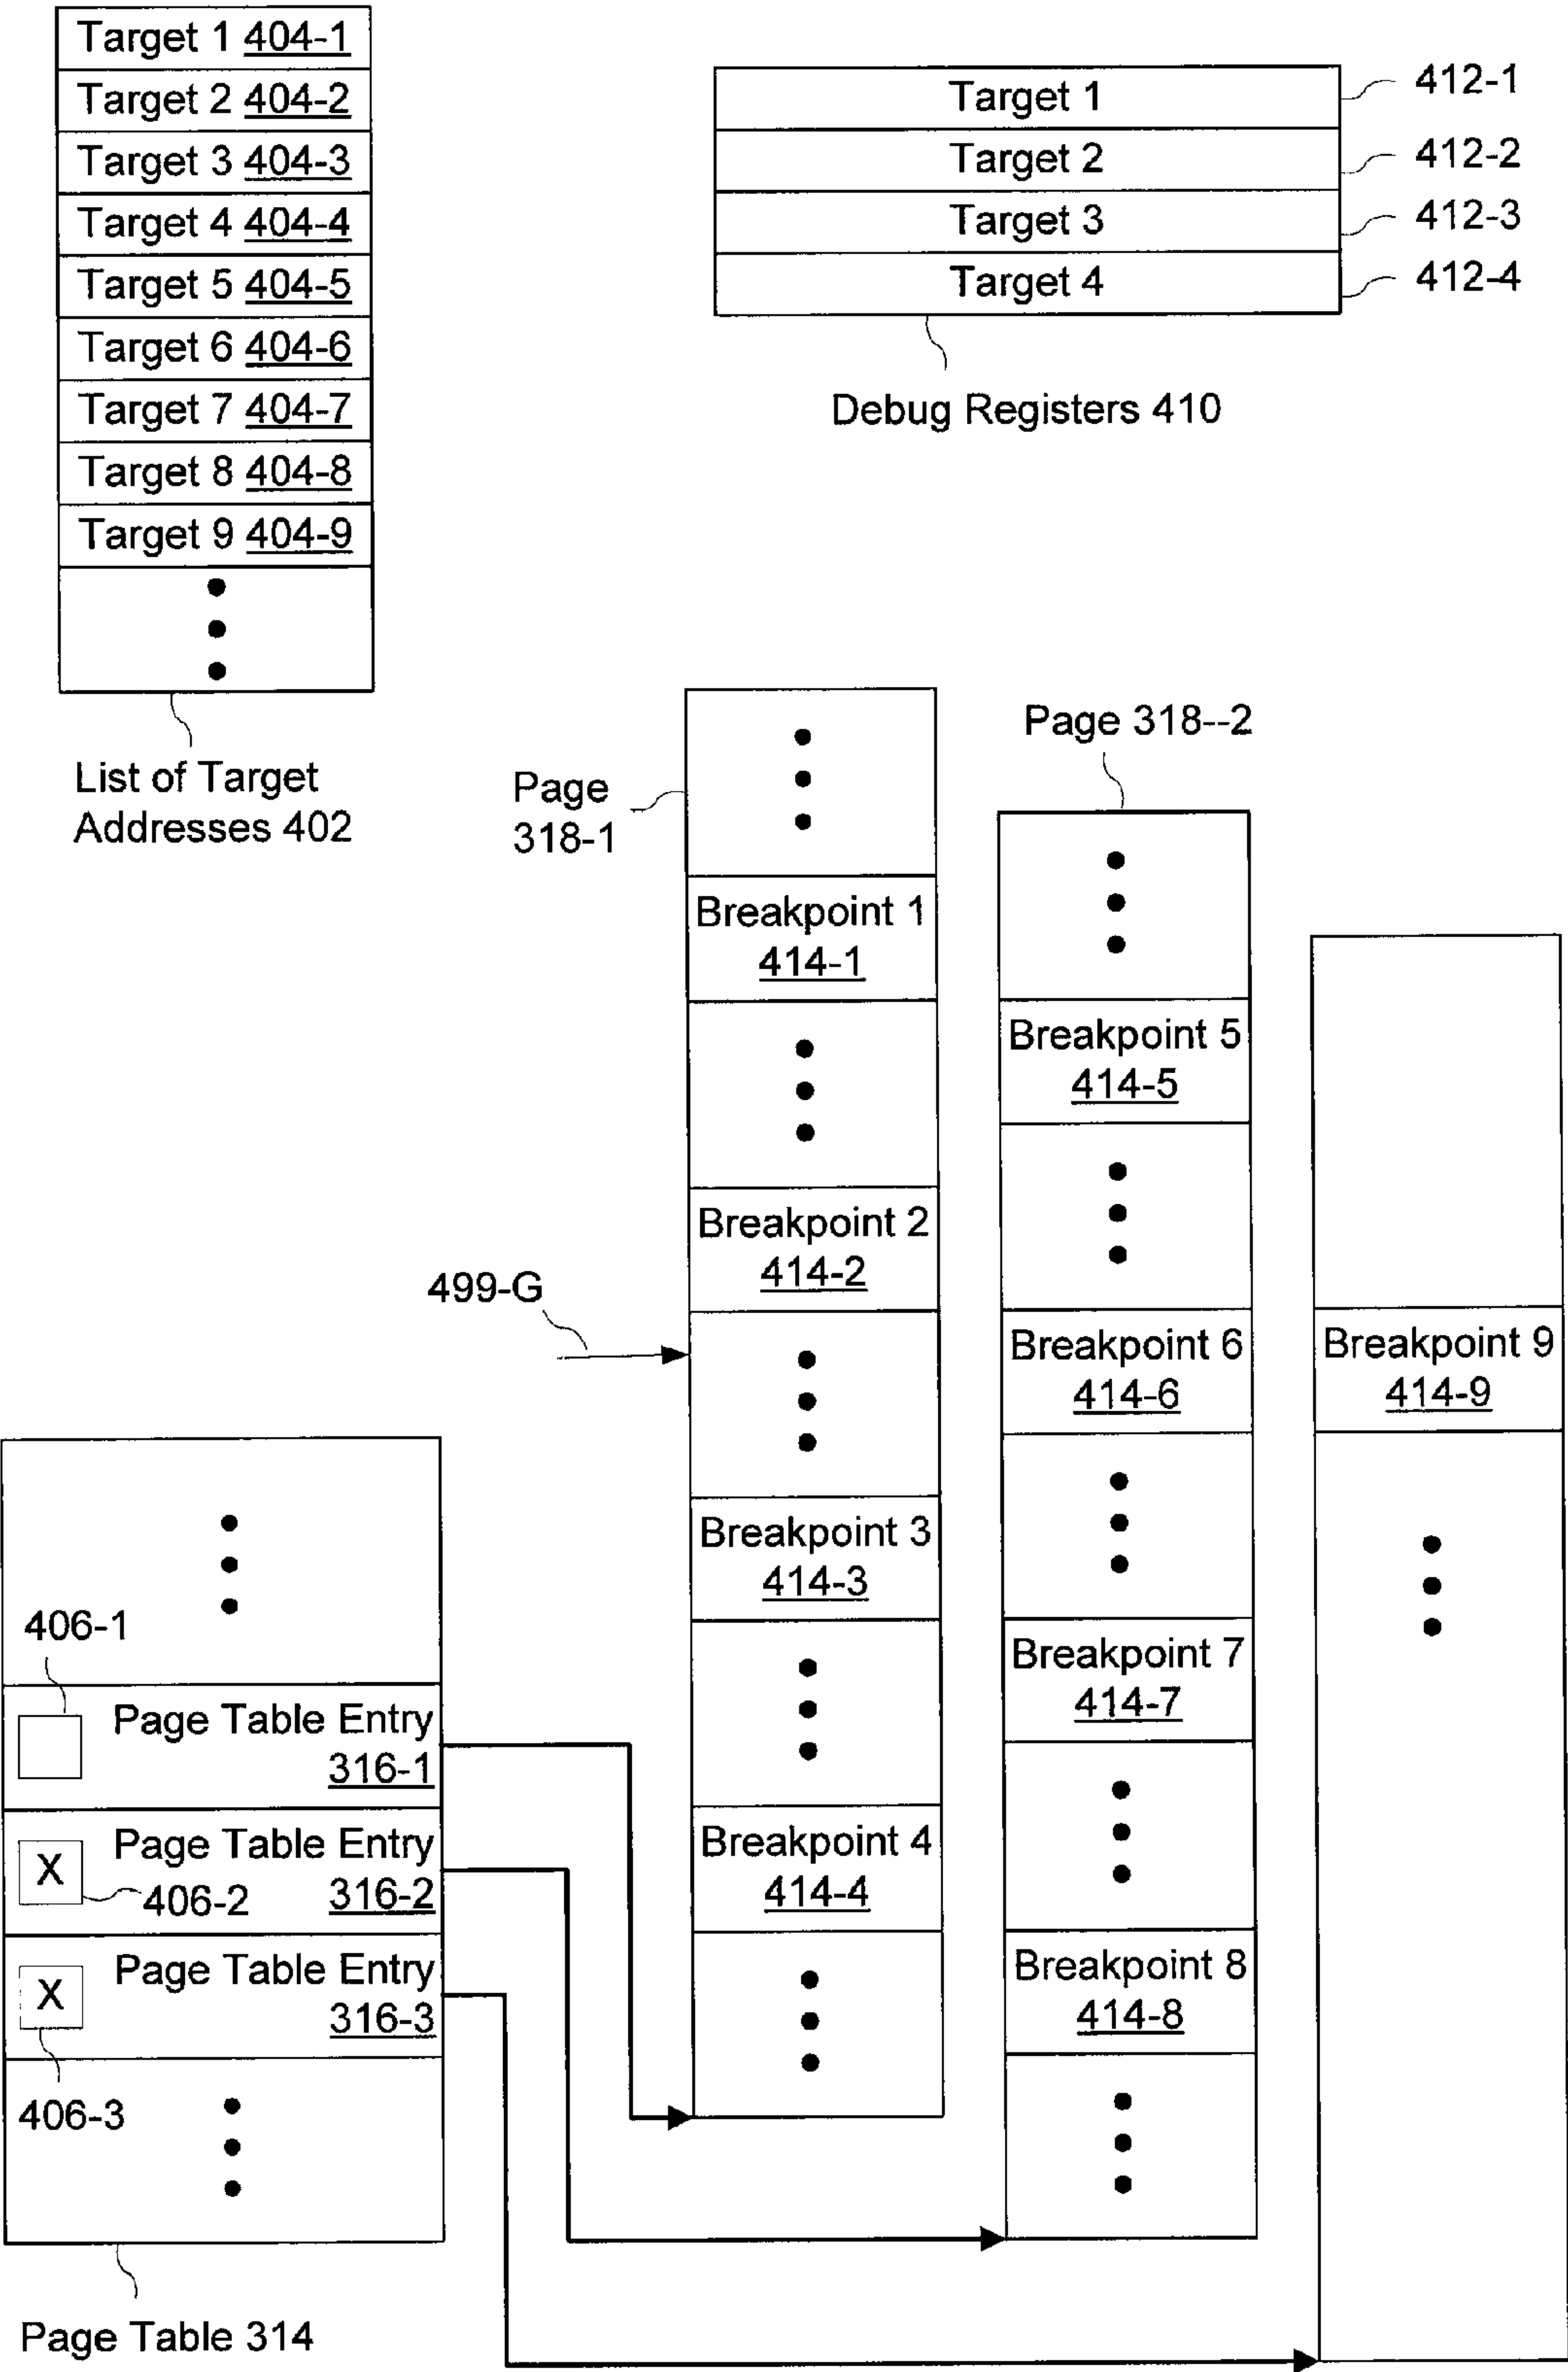 Target 1 404-1
Target 2 404-2
Target 3 404-3
Target 4 404-4
Target 5 404-5
Target 6 404-6
Target 7 404-7
Target 8 404-8
Target 9 404-9
List of Target
Addresses 402
Target 1
412-1
Target 2
412-2
Target 3
412-3
Target 4
412-4
Debug Registers 410
Page
318-1
Breakpoint 1
414-1
Breakpoint 2
414-2
499-G
Breakpoint 3
414-3
Breakpoint 4
414-4
Page 318--2
Breakpoint 5
414-5
Breakpoint 6
414-6
Breakpoint 7
414-7
Breakpoint 8
414-8
Breakpoint 9
414-9
406-1
Page Table Entry
316-1
X
Page Table Entry
406-2
316-2
X
Page Table Entry
316-3
406-3
Page Table 314